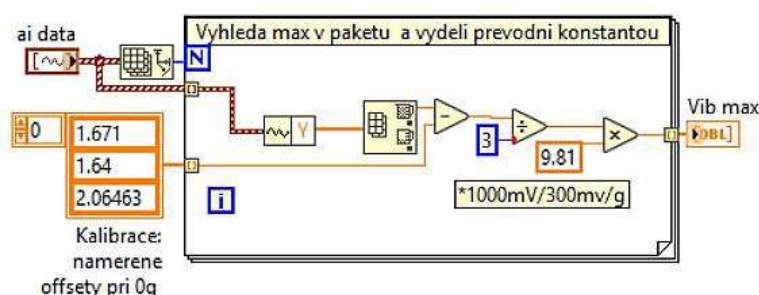 ai data
Vyhleda max v paketu a vydeli prevodni konstantou
N
Y
Vib max
DBL
0
1.671
1.64
2.06463
3
9.81
i
*1000mV/300mv/g
Kalibrace:
namerene
offsety pri 0g